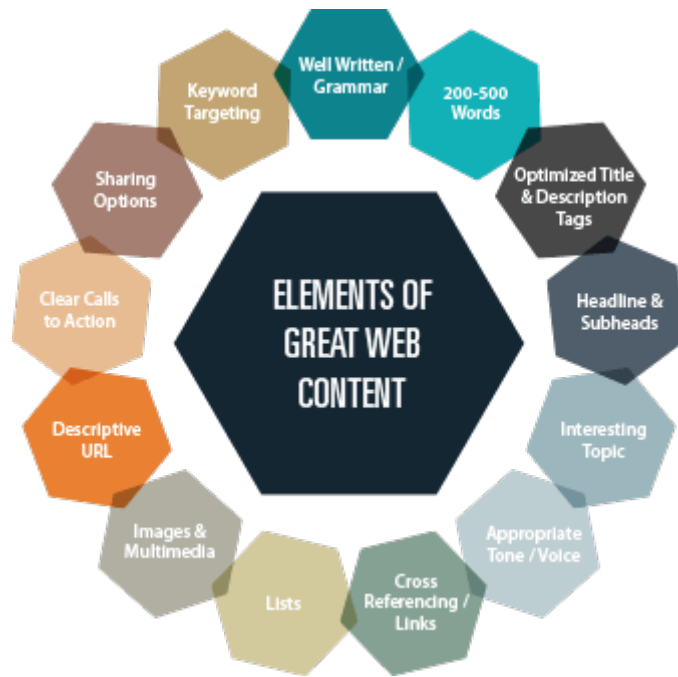 Well Written /
Grammar
200-500
Words
Optimized Title
& Description
Tags
Headline &
Subheads
Interesting
Topic
Appropriate
Tone / Voice
Cross
Referencing /
Links
Lists
Images &
Multimedia
Descriptive
URL
Clear Calls
to Action
Sharing
Options
Keyword
Targeting
ELEMENTS OF
GREAT WEB
CONTENT